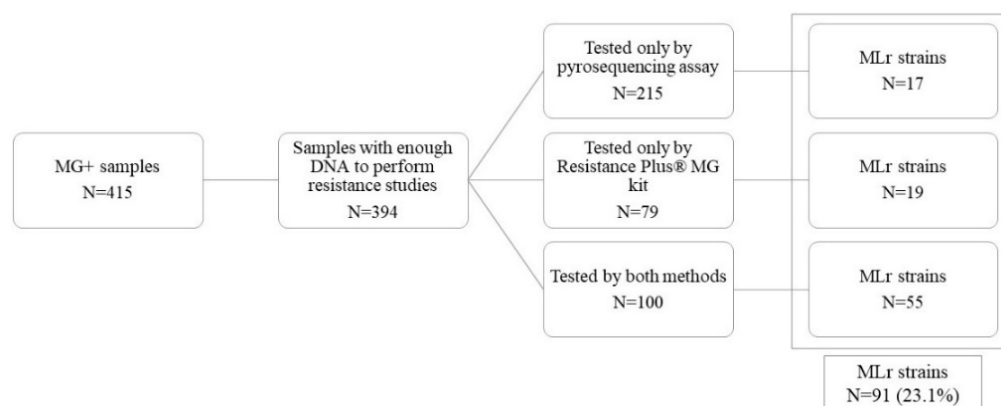 MG+ samples
N=415
Samples with enough
DNA to perform
resistance studies
N=394
Tested only by
pyrosequencing assay
N=215
Tested only by
Resistance Plus® MG
kit
N=79
Tested by both methods
N=100
MLr strains
N=17
MLr strains
N=19
MLr strains
N=55
MLr strains
N=91 (23.1%)